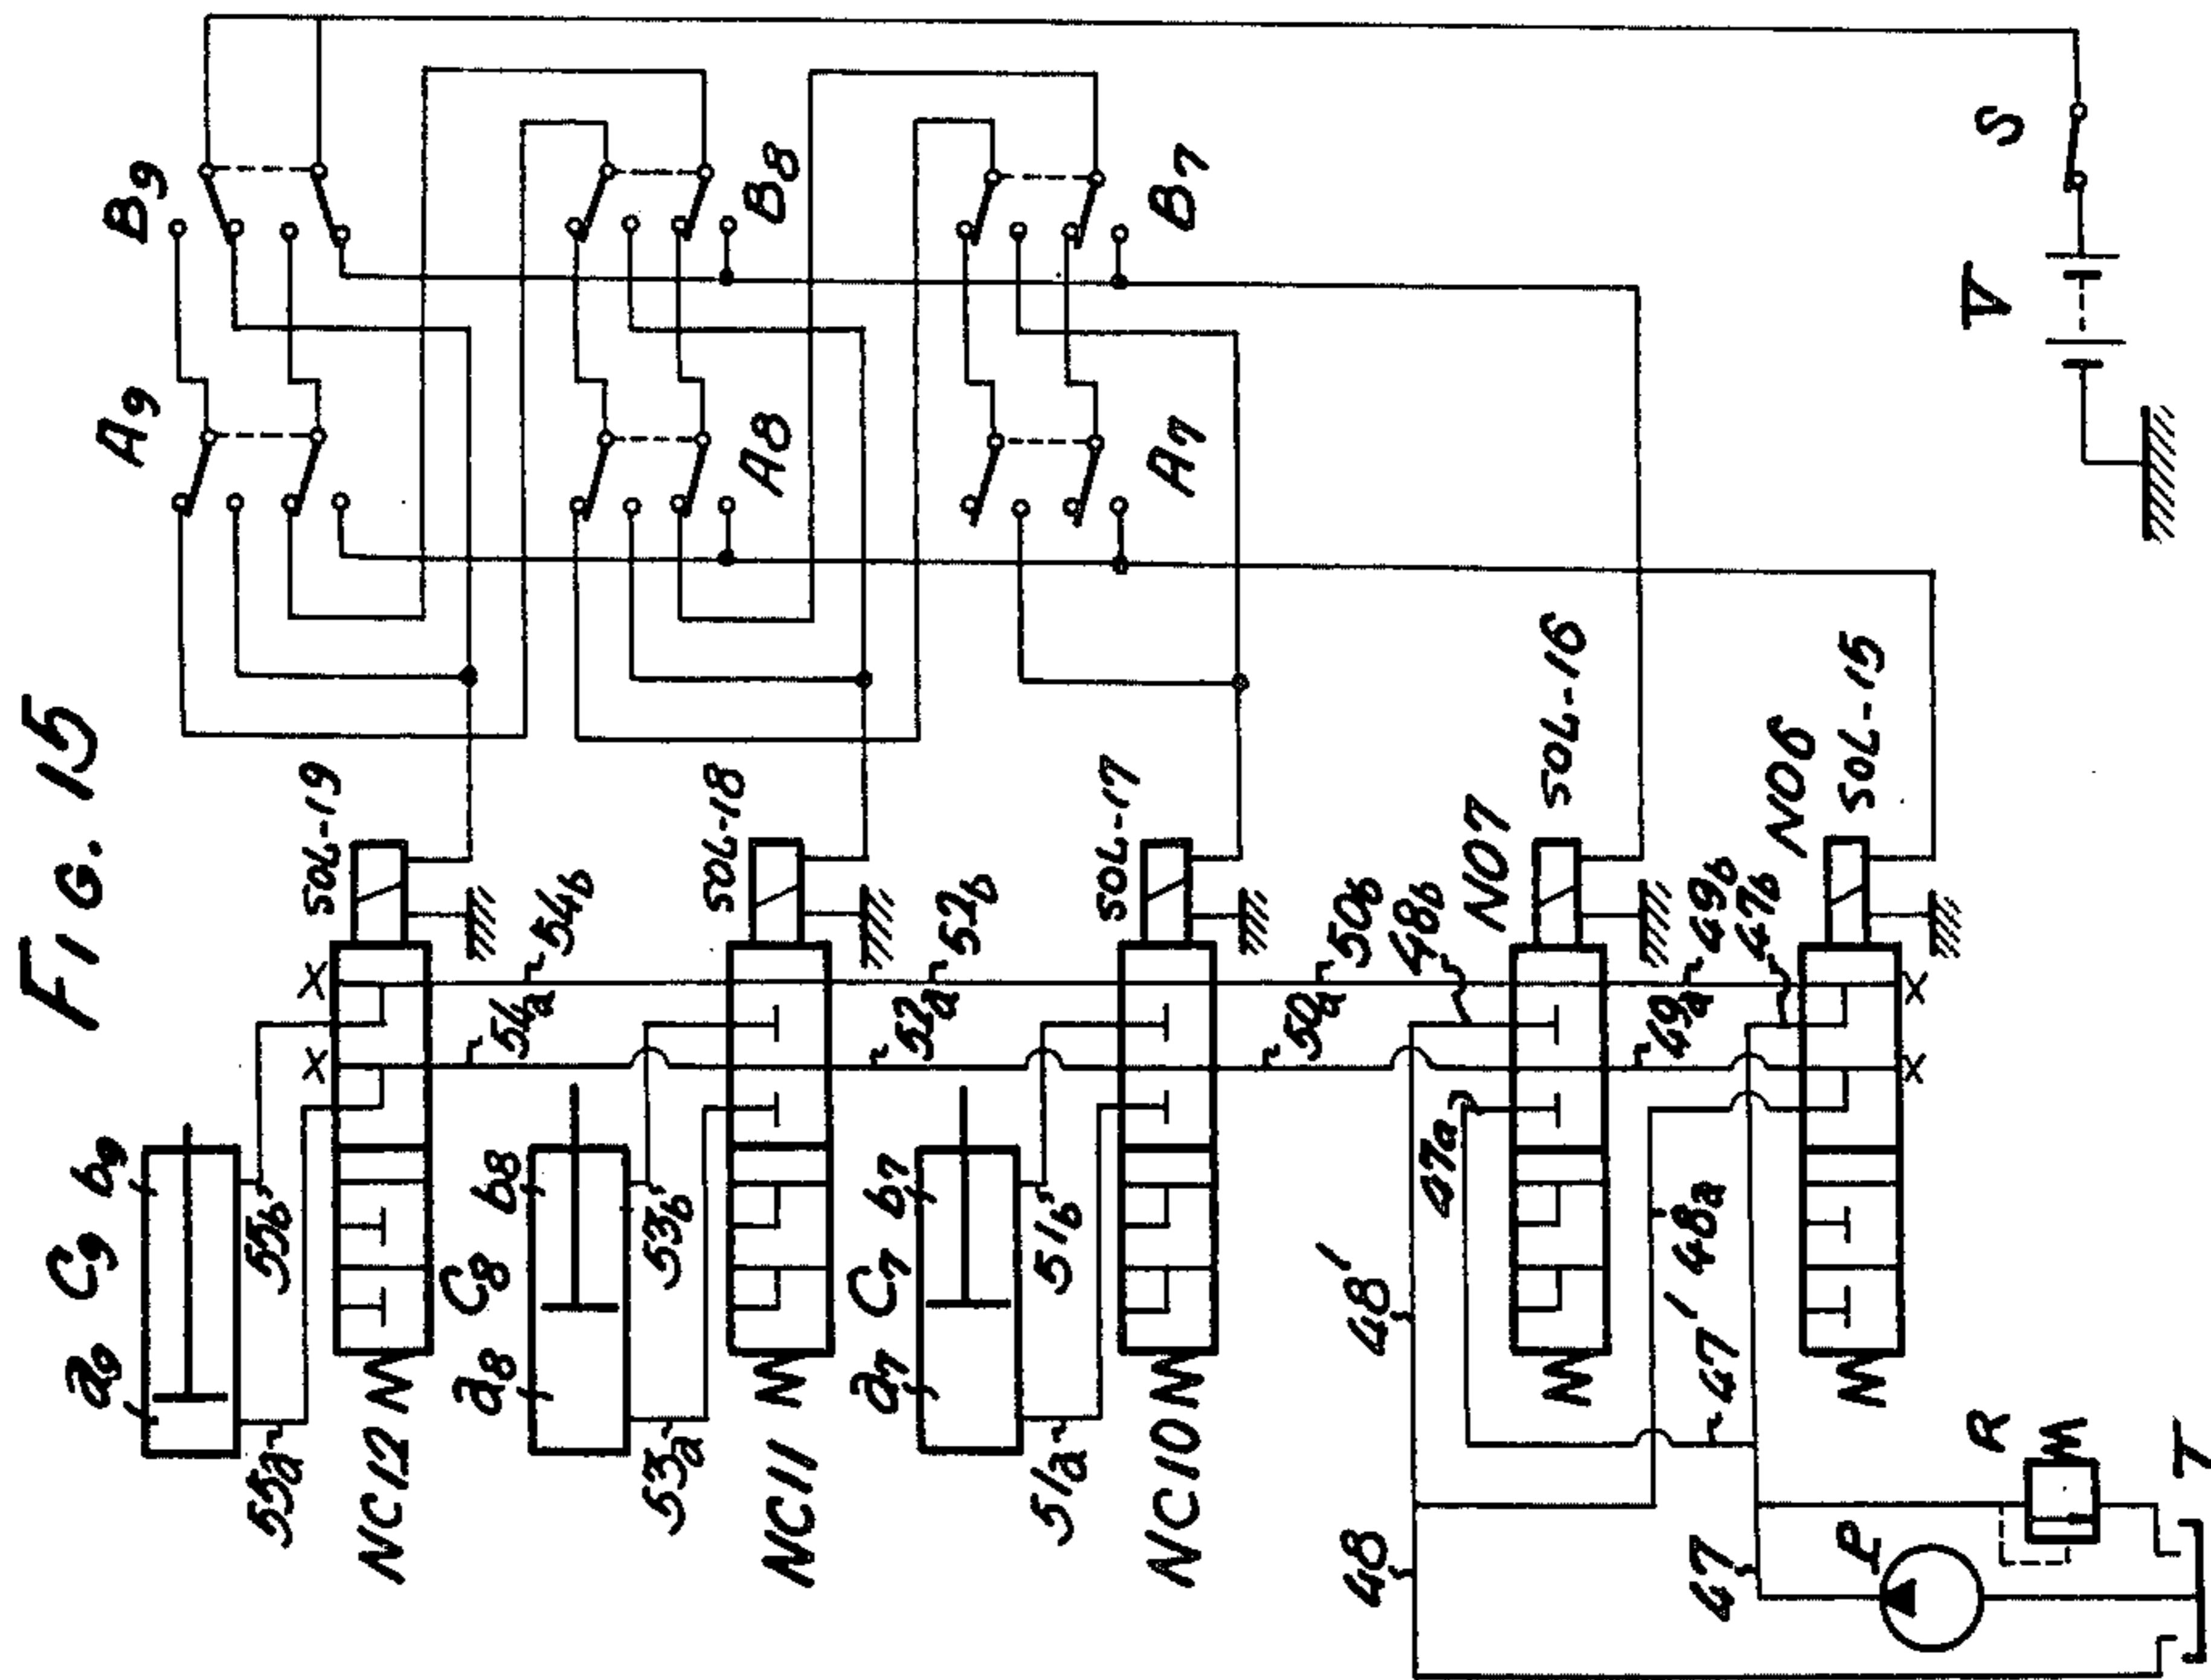 FIG. 15
A9
B9
A8
B8
A7
B7
S
V
SOL-19
SOL-18
SOL-17
SOL-16
SOL-15
NO7
NO6
X
X
54b
54a
52b
52a
50b
50a
48b
49b
47b
49a
47a
X
X
a9
C9
b9
55a
55b
NC12
a8
C8
b8
53a
53b
NC11
a7
C7
b7
51a
51b
NC10
48'
48
48a
47'
47
P
R
T